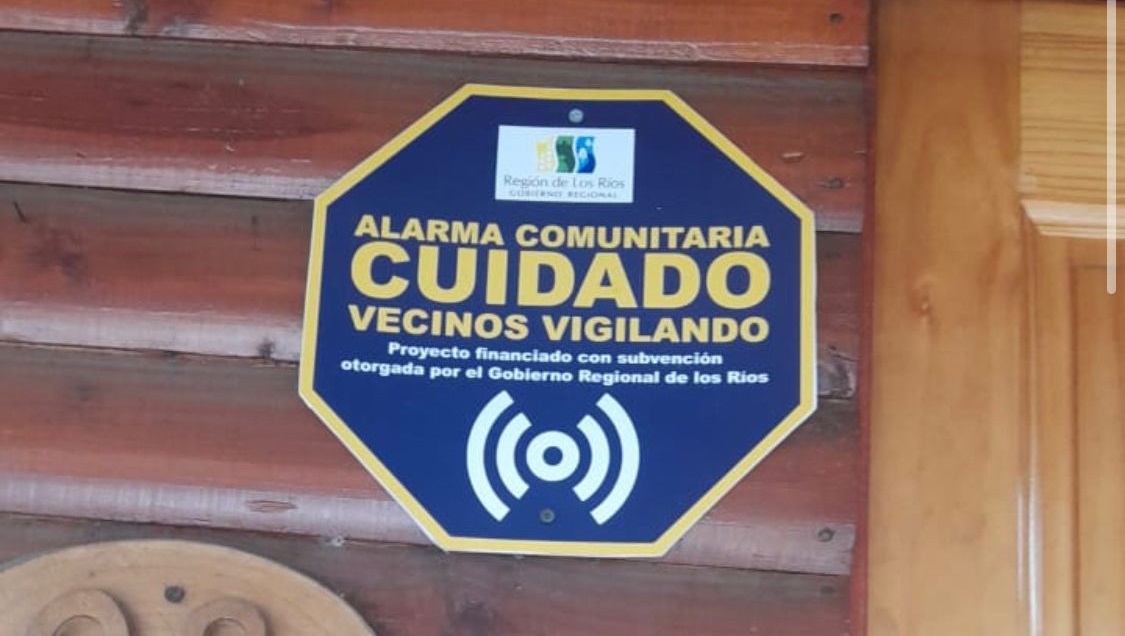 Región de Los Ríos
GOBIERNO REGIONAL
ALARMA COMUNITARIA
CUIDADO
VECINOS VIGILANDO
Proyecto financiado con subvención
otorgada por el Gobierno Regional de los Ríos